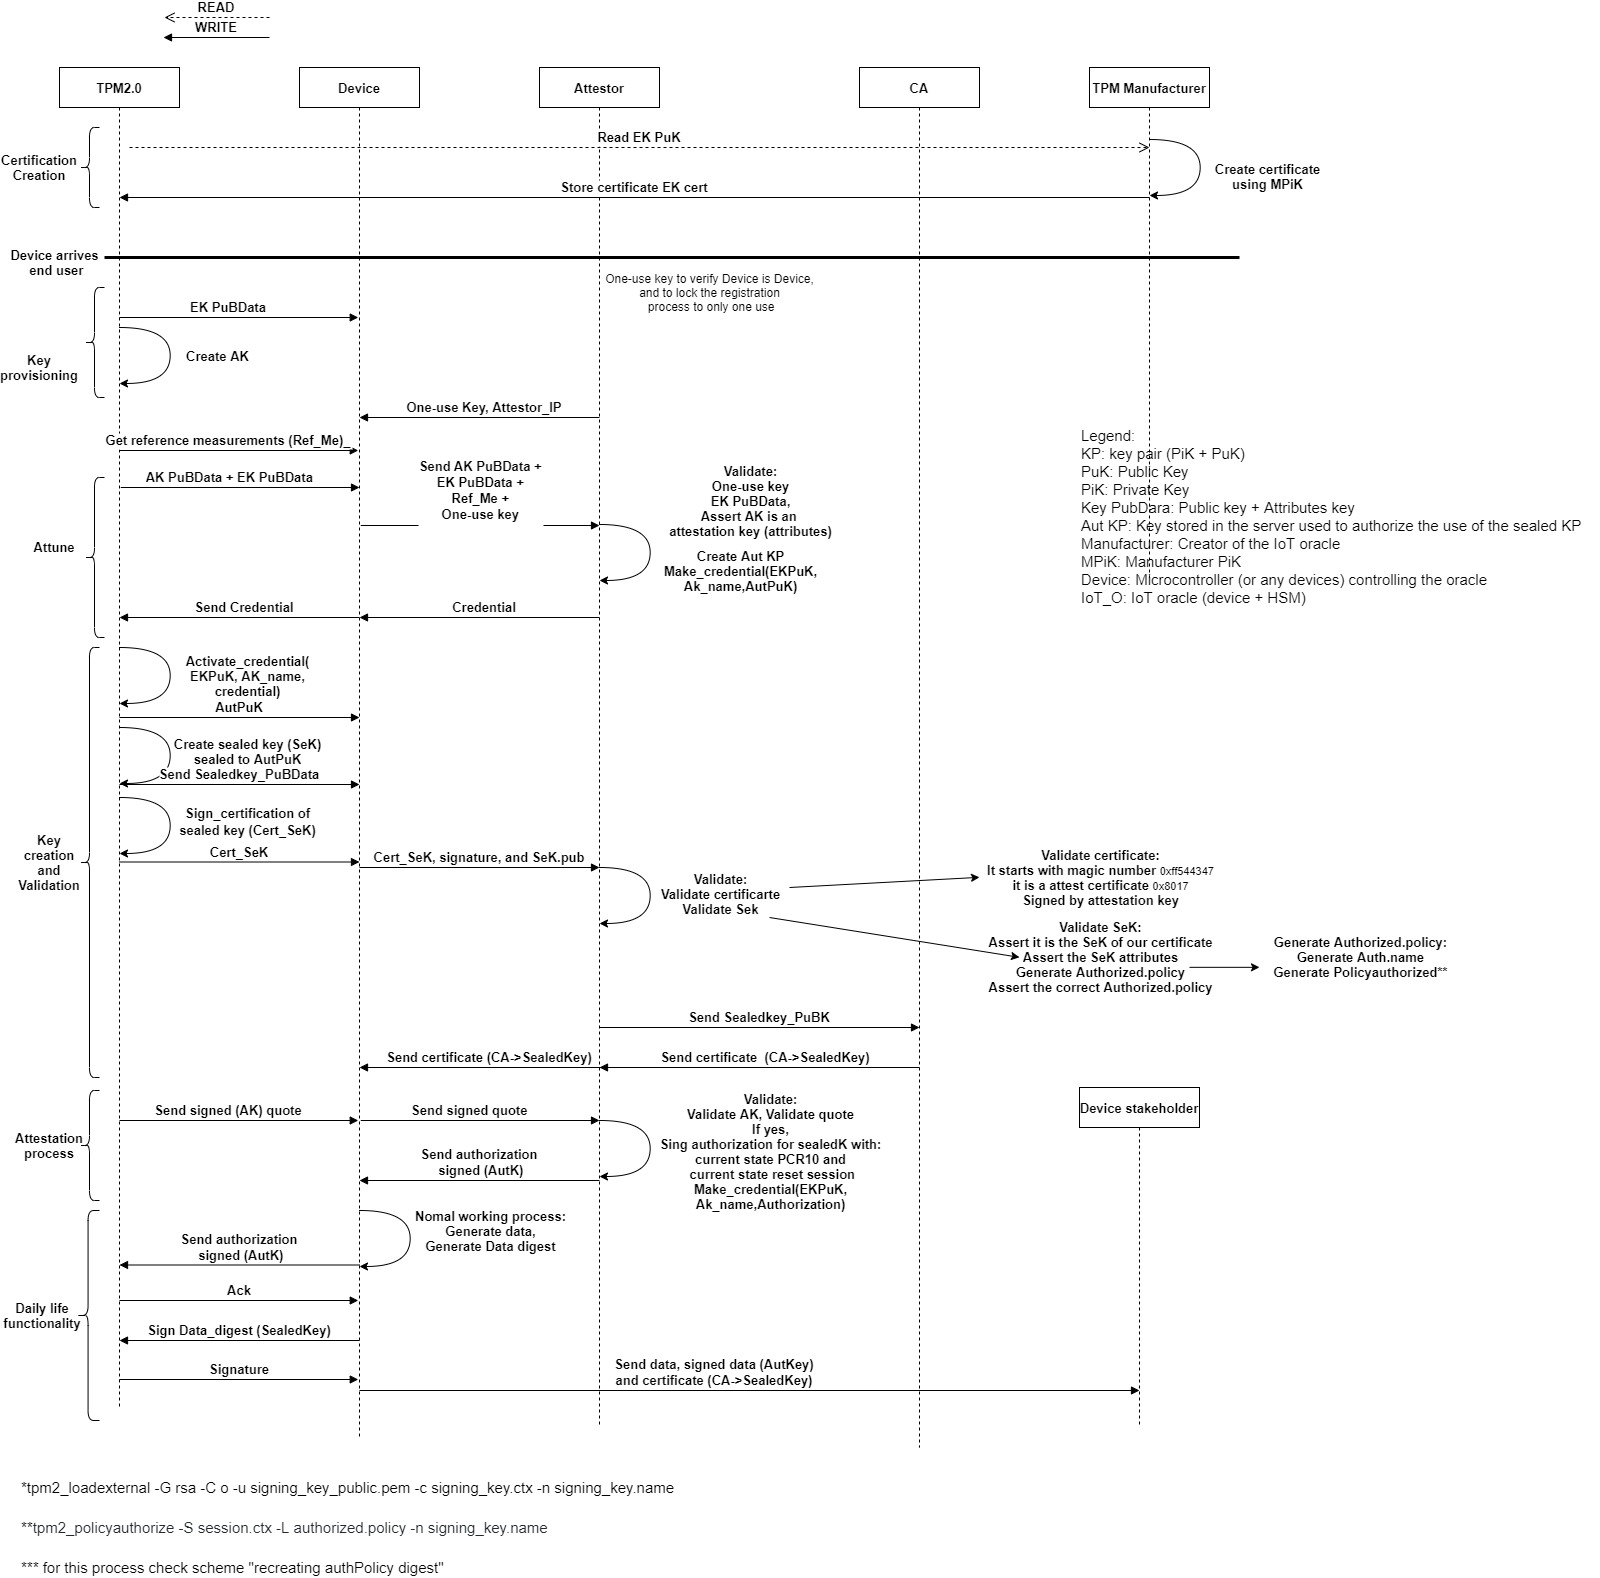 READ
WRITE
TPM2.0
Device
Attestor
CA
TPM Manufacturer
Certification
Creation
Read EK PuK
Create certificate
using MPiK
Store certificate EK cert
Device arrives
end user
One-use key to verify Device is Device,
and to lock the registration
process to only one use
Key
provisioning
EK PuBData
Create AK
One-use Key, Attestor_IP
Get reference measurements (Ref_Me)_
Attune
AK PuBData + EK PuBData
Send AK PuBData +
EK PuBData +
Ref_Me +
One-use key
Validate:
One-use key
EK PuBData,
Assert AK is an
attestation key (attributes)
Create Aut KP
Make_credential(EKPuK,
Ak_name,AutPuK)
Send Credential
Credential
Legend:
KP: key pair (PiK + PuK)
PuK: Public Key
PiK: Private Key
Key PubDara: Public key + Attributes key
Aut KP: Key stored in the server used to authorize the use of the sealed KP
Manufacturer: Creator of the IoT oracle
MPiK: Manufacturer PiK
Device: MIcrocontroller (or any devices) controlling the oracle
IoT_O: IoT oracle (device + HSM)
Key
creation
and
Validation
Activate_credential(
EKPuK, AK_name,
credential)
AutPuK
Create sealed key (SeK)
sealed to AutPuK
Send Sealedkey_PuBData
Sign_certification of
sealed key (Cert_SeK)
Cert_SeK
Cert_SeK, signature, and SeK.pub
Validate:
Validate certificarte
Validate Sek
Validate certificate:
It starts with magic number 0xff544347
it is a attest certificate 0x8017
Signed by attestation key
Validate SeK:
Assert it is the SeK of our certificate
Assert the SeK attributes
Generate Authorized.policy
Assert the correct Authorized.policy
Generate Authorized.policy:
Generate Auth.name
Generate Policyauthorized**
Send Sealedkey_PuBK
Send certificate (CA->SealedKey)
Send certificate (CA->SealedKey)
Device stakeholder
Attestation
process
Send signed (AK) quote
Send signed quote
Validate:
Validate AK, Validate quote
If yes,
Sing authorization for sealedK with:
current state PCR10 and
current state reset session
Make_credential(EKPuK,
Ak_name,Authorization)
Send authorization
signed (AutK)
Daily life
functionality
Nomal working process:
Generate data,
Generate Data digest
Send authorization
signed (AutK)
Ack
Sign Data_digest (SealedKey)
Signature
Send data, signed data (AutKey)
and certificate (CA->SealedKey)
*tpm2_loadexternal -G rsa -C o -u signing_key_public.pem -c signing_key.ctx -n signing_key.name
**tpm2_policyauthorize -S session.ctx -L authorized.policy -n signing_key.name
*** for this process check scheme "recreating authPolicy digest"